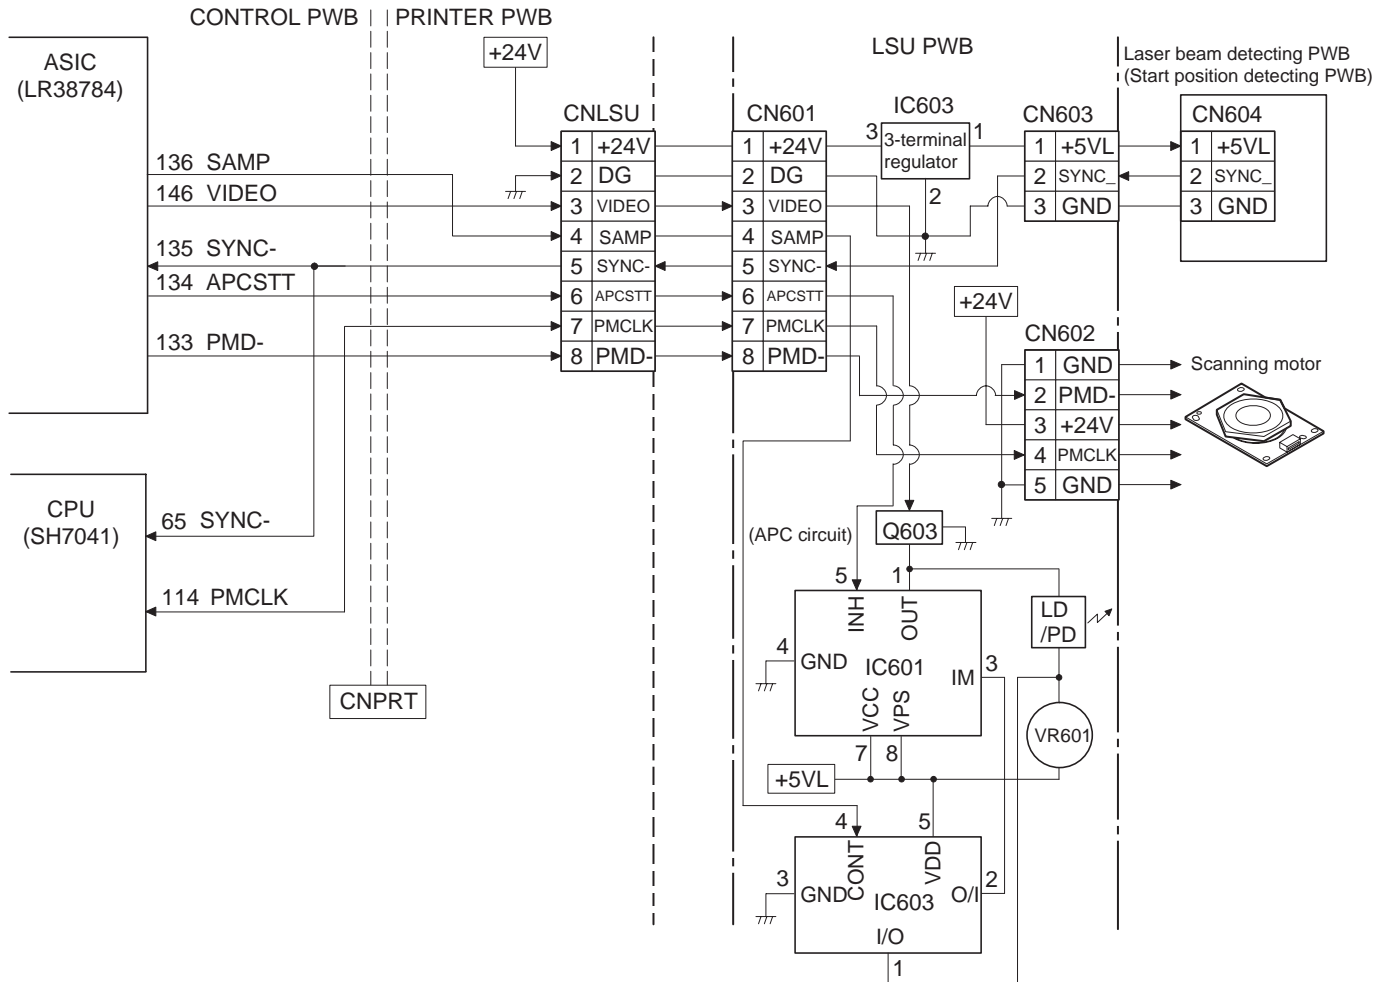 CONTROL PWB
PRINTER PWB
LSU PWB
ASIC
(LR38784)
136 SAMP
146 VIDEO
135 SYNC-
134 APCSTT
133 PMD-
CPU
(SH7041)
65 SYNC-
114 PMCLK
CNPRT
+24V
CNLSU
1 +24V
2 DG
3 VIDEO
4 SAMP
5 SYNC-
6 APCSTT
7 PMCLK
8 PMD-
CN601
1 +24V
2 DG
3 VIDEO
4 SAMP
5 SYNC-
6 APCSTT
7 PMCLK
8 PMD-
IC603
3 3-terminal 1
regulator
2
CN603
1 +5VL
2 SYNC_
3 GND
Laser beam detecting PWB
(Start position detecting PWB)
CN604
1 +5VL
2 SYNC_
3 GND
+24V
CN602
1 GND
2 PMD-
3 +24V
4 PMCLK
5 GND
Scanning motor
Q603
(APC circuit)
5 1
INH OUT
4 GND
IC601
IM 3
VCC VPS
7 8
LD
/PD
VR601
+5VL
4 5
CONT VDD
3 GND
IC603
O/I 2
I/O
1